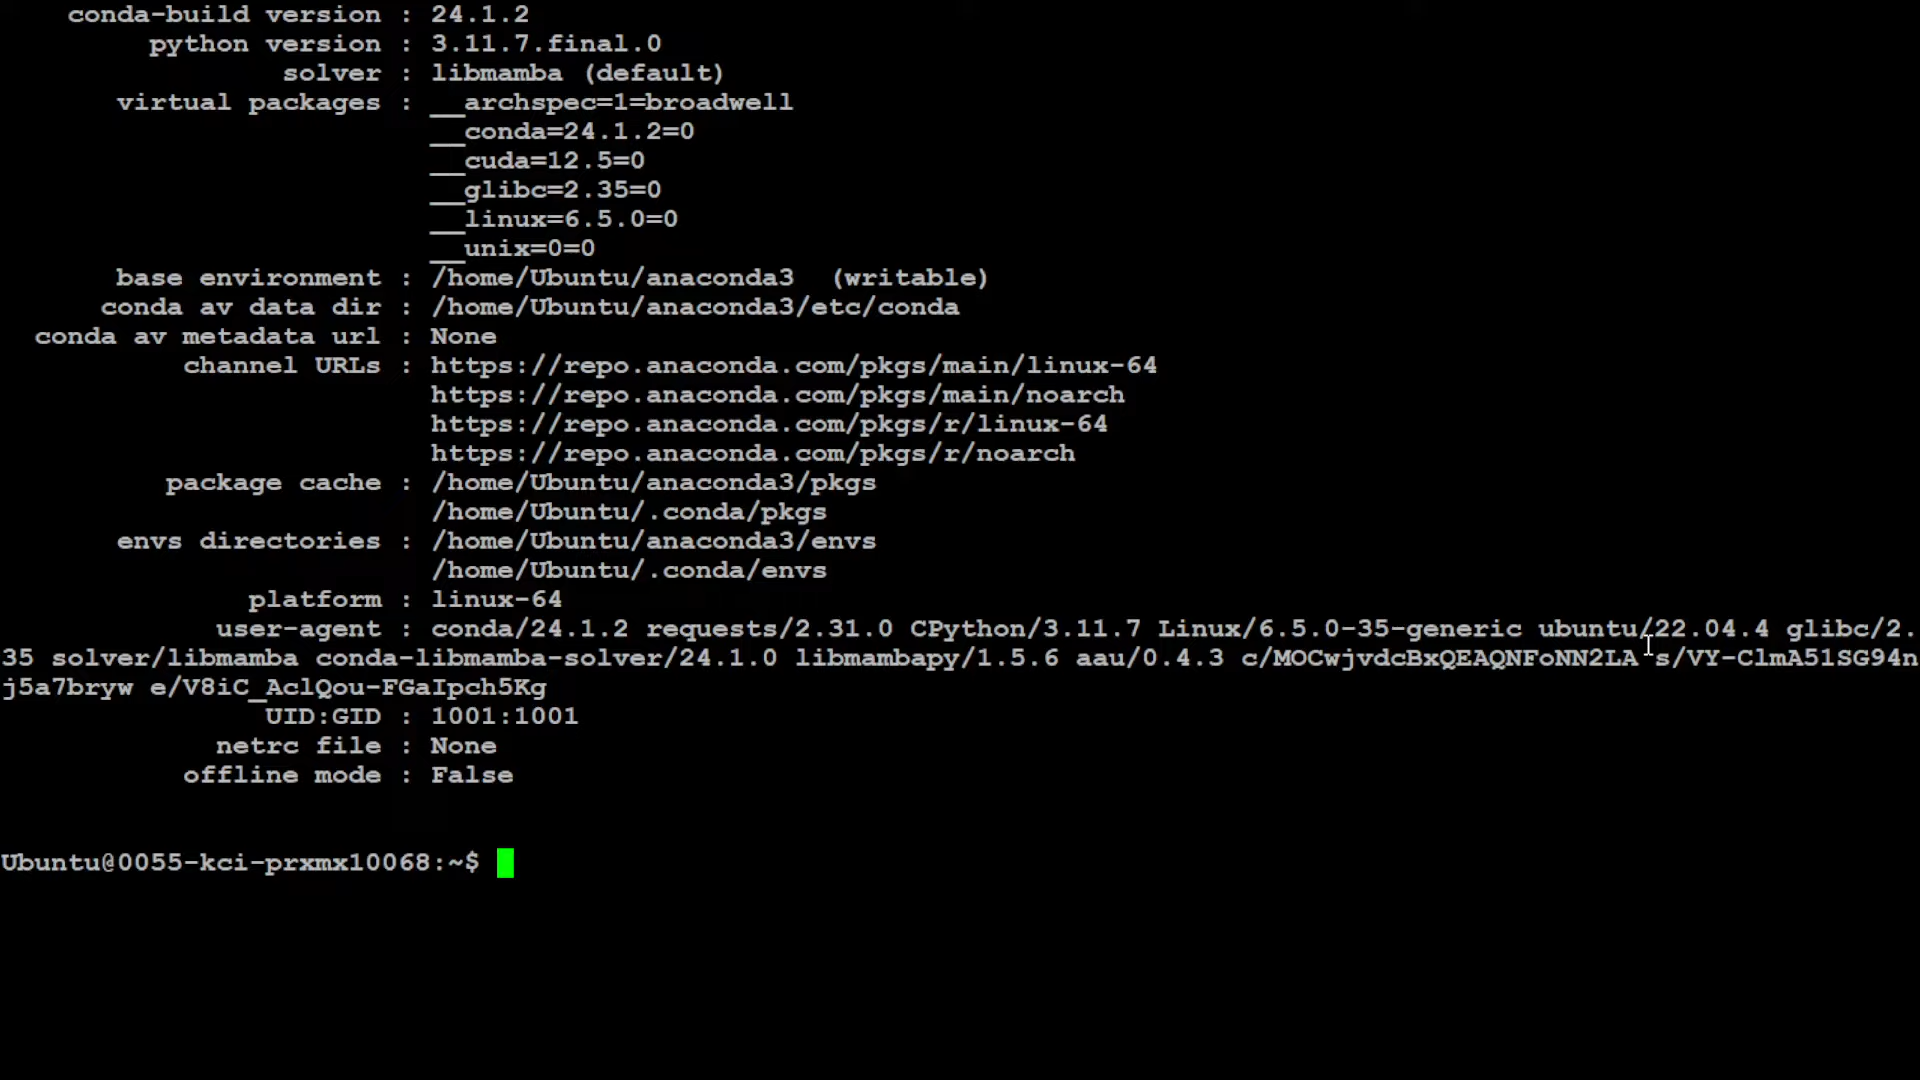 conda-build version : 24.1.2
python version : 3.11.7.final.0
solver : libmamba (default)
virtual packages : __archspec=1=broadwell
__conda=24.1.2=0
__cuda=12.5=0
__glibc=2.35=0
__linux=6.5.0=0
__unix=0=0
base environment : /home/Ubuntu/anaconda3  (writable)
conda av data dir : /home/Ubuntu/anaconda3/etc/conda
conda av metadata url : None
channel URLs : https://repo.anaconda.com/pkgs/main/linux-64
https://repo.anaconda.com/pkgs/main/noarch
https://repo.anaconda.com/pkgs/r/linux-64
https://repo.anaconda.com/pkgs/r/noarch
package cache : /home/Ubuntu/anaconda3/pkgs
/home/Ubuntu/.conda/pkgs
envs directories : /home/Ubuntu/anaconda3/envs
/home/Ubuntu/.conda/envs
platform : linux-64
user-agent : conda/24.1.2 requests/2.31.0 CPython/3.11.7 Linux/6.5.0-35-generic ubuntu/22.04.4 glibc/2.
35 solver/libmamba conda-libmamba-solver/24.1.0 libmambapy/1.5.6 aau/0.4.3 c/MOCwjvdcBxQEAQNFoNN2LA s/VY-ClmA51SG94n
j5a7bryw e/V8iC_AclQou-FGaIpch5Kg
UID:GID : 1001:1001
netrc file : None
offline mode : False
Ubuntu@0055-kci-prxmx10068:~$